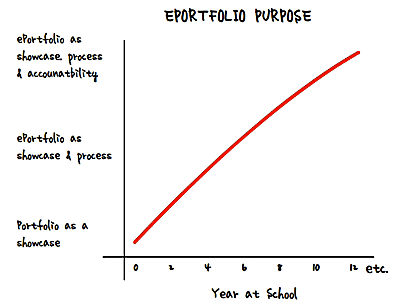 EPORTFOLIO PURPOSE
ePortfolio as
showcase, process
& accounatbility
ePortfolio as
showcase & process
Portfolio as a
showcase
0 2 4 6 8 10 12 etc.
Year at School